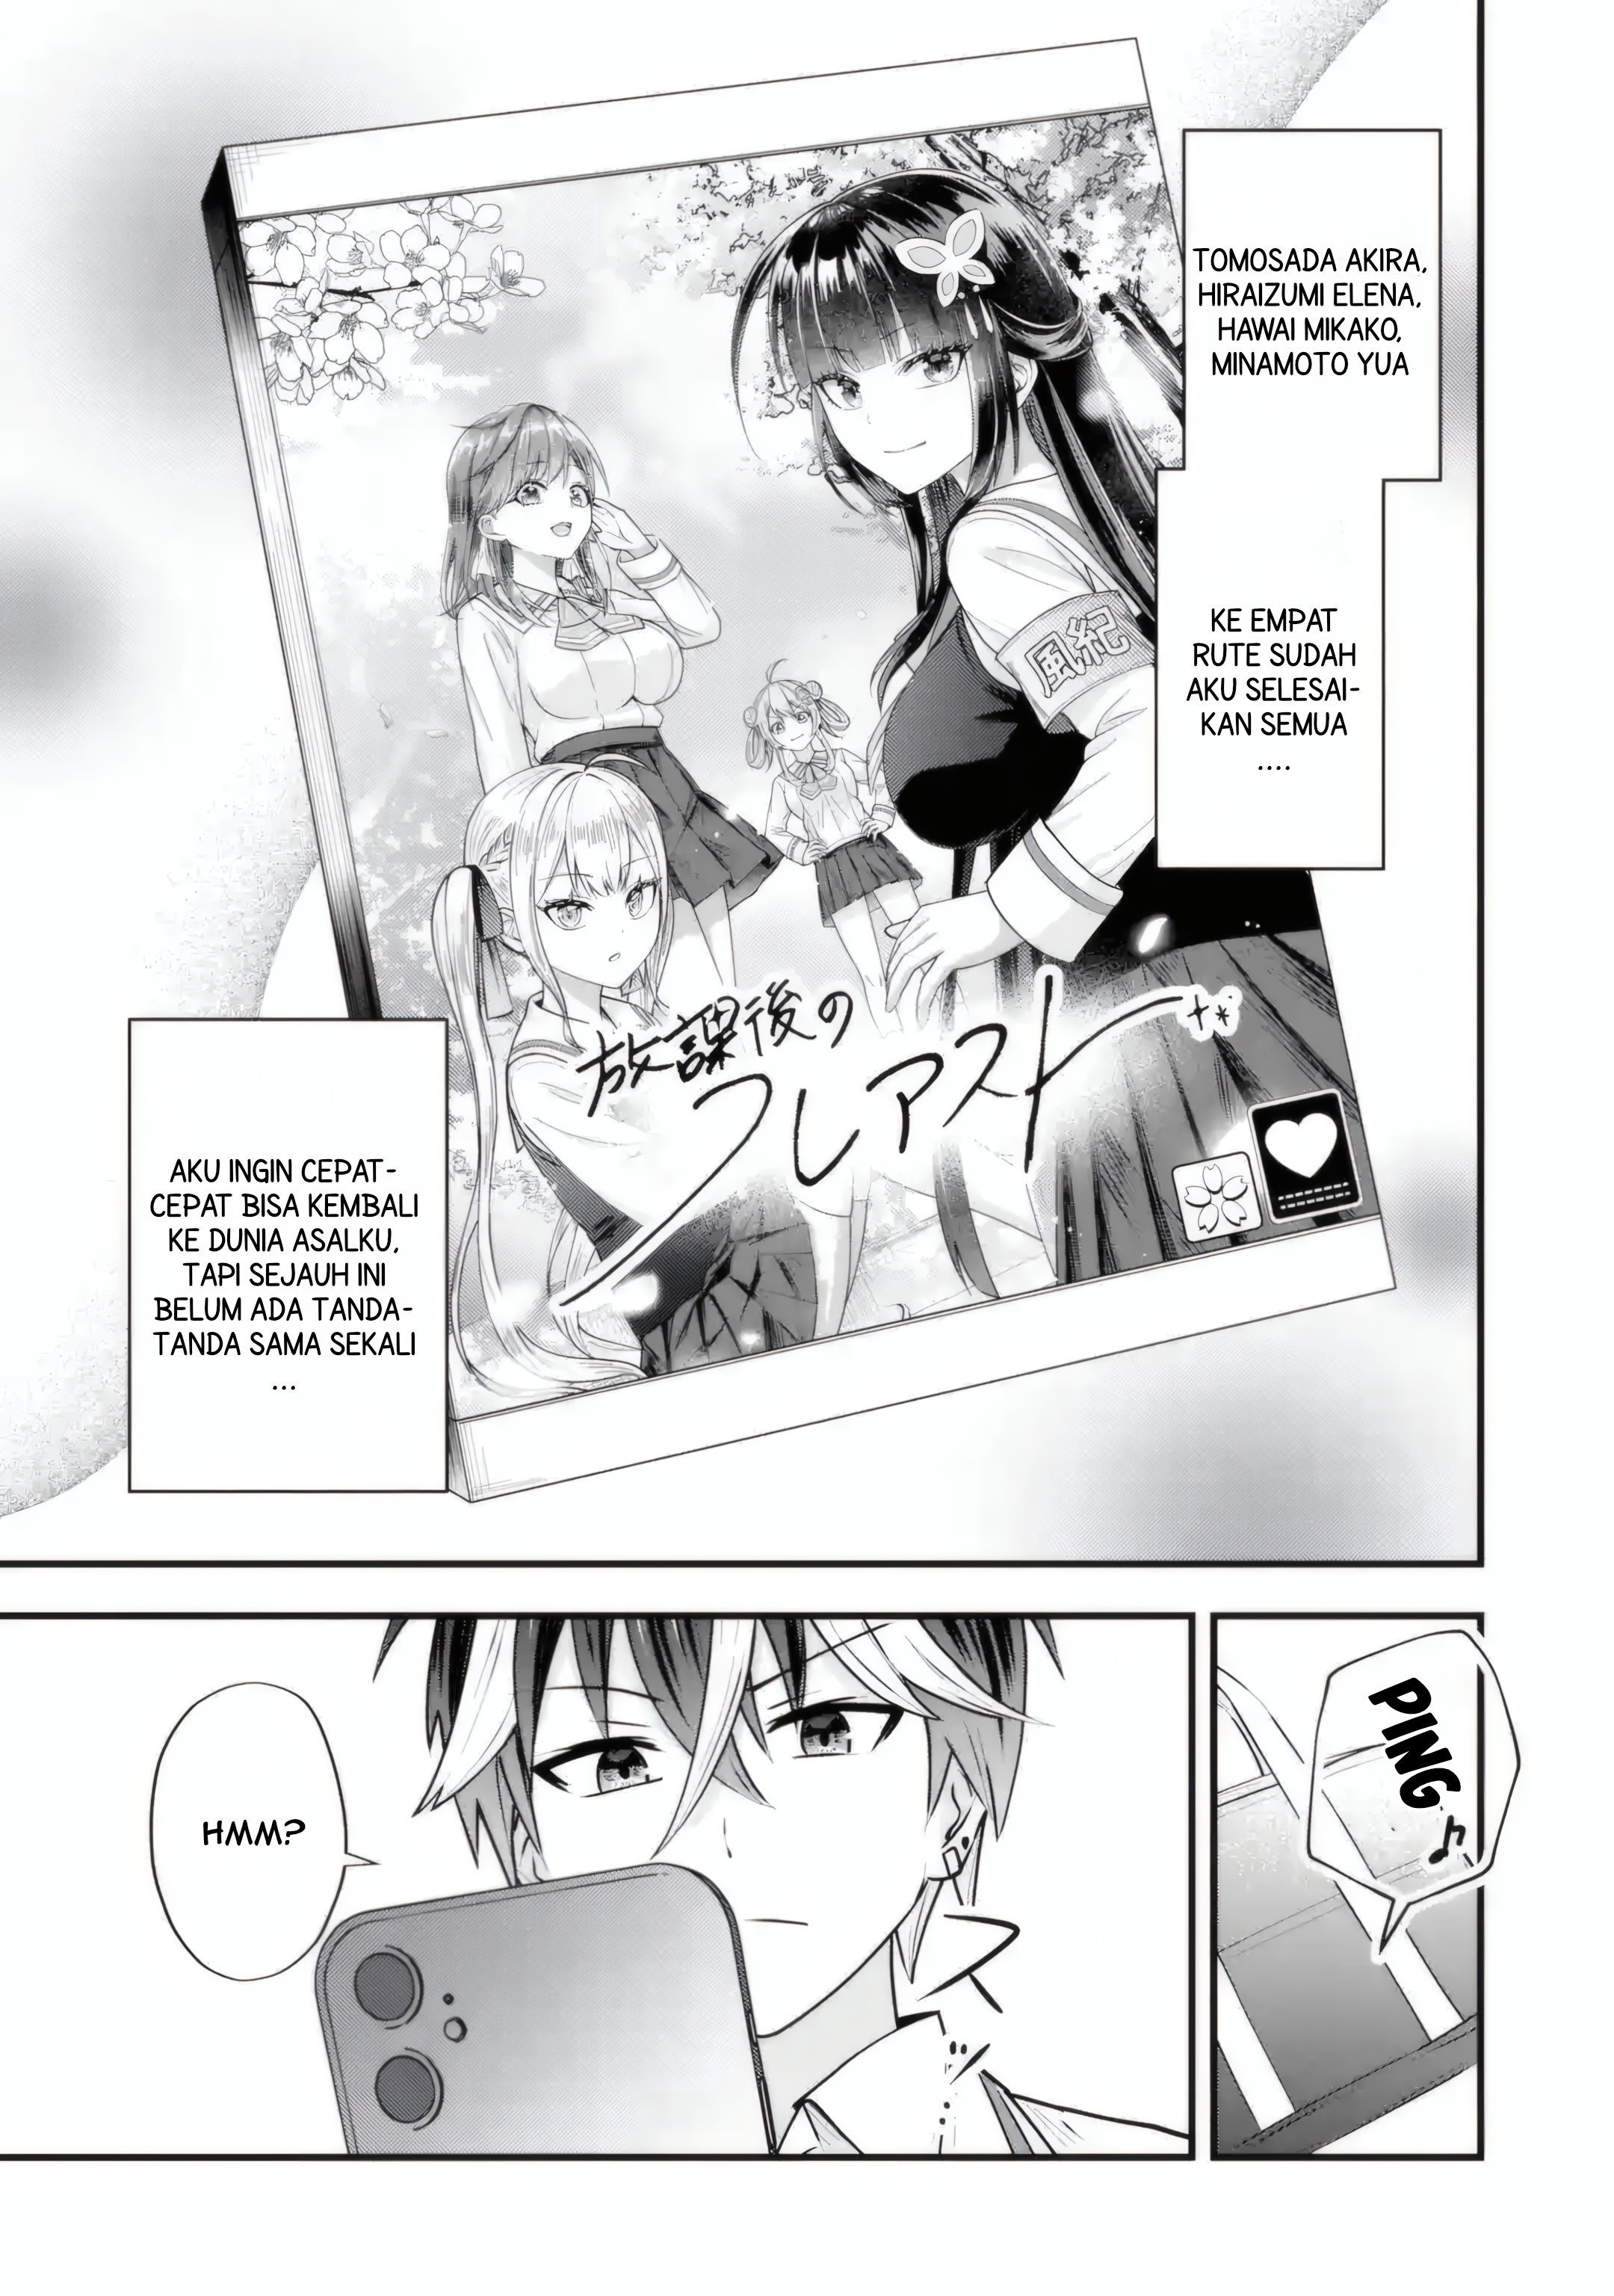 TOMOSADA AKIRA,
HIRAIZUMI ELENA,
HAWAI MIKAKO,
MINAMOTO YUA
KE EMPAT
RUTE SUDAH
AKU SELESAI-
KAN SEMUA
....
風紀
放課後の
フレアスト
AKU INGIN CEPAT-
CEPAT BISA KEMBALI
KE DUNIA ASALKU,
TAPI SEJAUH INI
BELUM ADA TANDA-
TANDA SAMA SEKALI
...
PING
HMM?